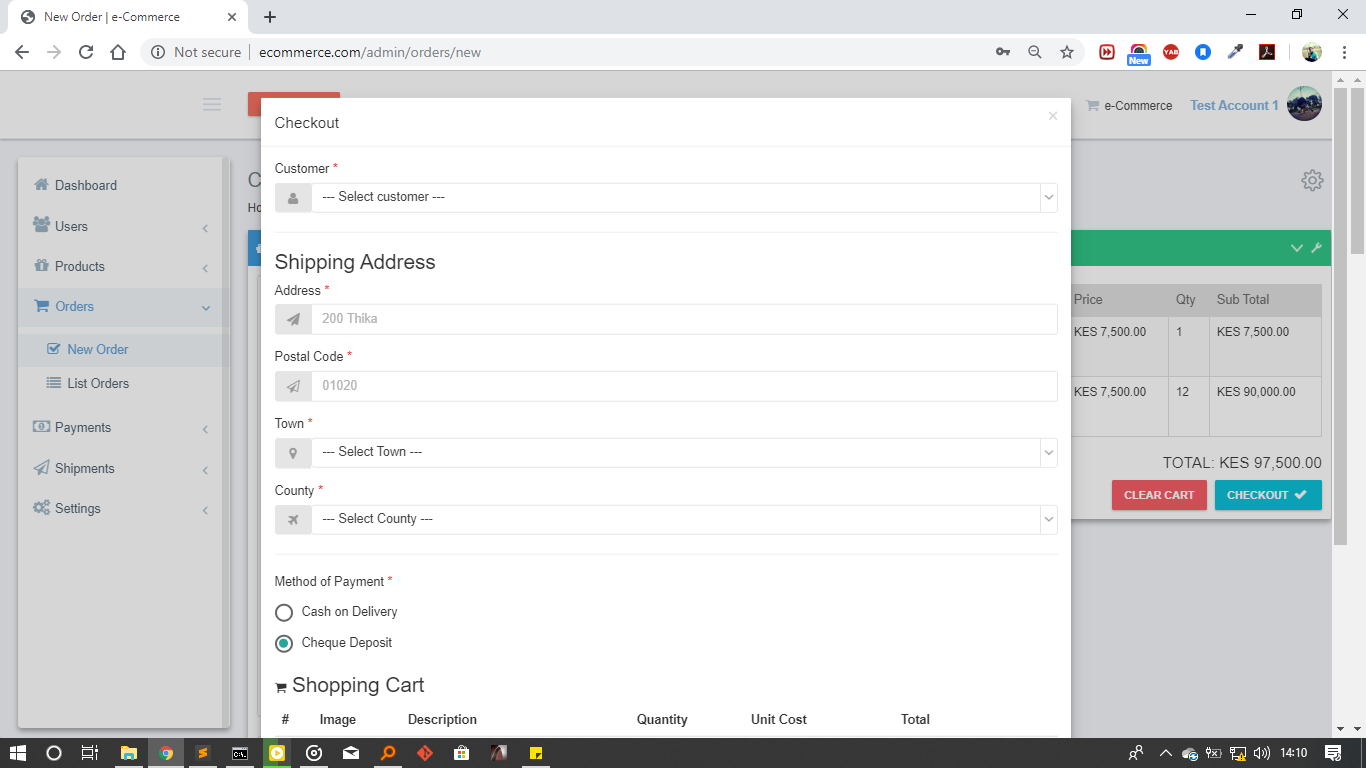 New Order | e-Commerce
Not secure
ecommerce.com/admin/orders/new
YAB
New
Checkout
×
e-Commerce
Test Account 1
Customer *
--- Select customer ---
Dashboard
Users
Products
Orders
New Order
List Orders
Payments
Shipments
Settings
C
Ho
Shipping Address
Address *
200 Thika
Postal Code *
01020
Town *
--- Select Town ---
County *
--- Select County ---
Method of Payment *
Cash on Delivery
Cheque Deposit
Shopping Cart
# Image Description Quantity Unit Cost Total
Price Qty Sub Total
KES 7,500.00 1 KES 7,500.00
KES 7,500.00 12 KES 90,000.00
TOTAL: KES 97,500.00
CLEAR CART
CHECKOUT
14:10